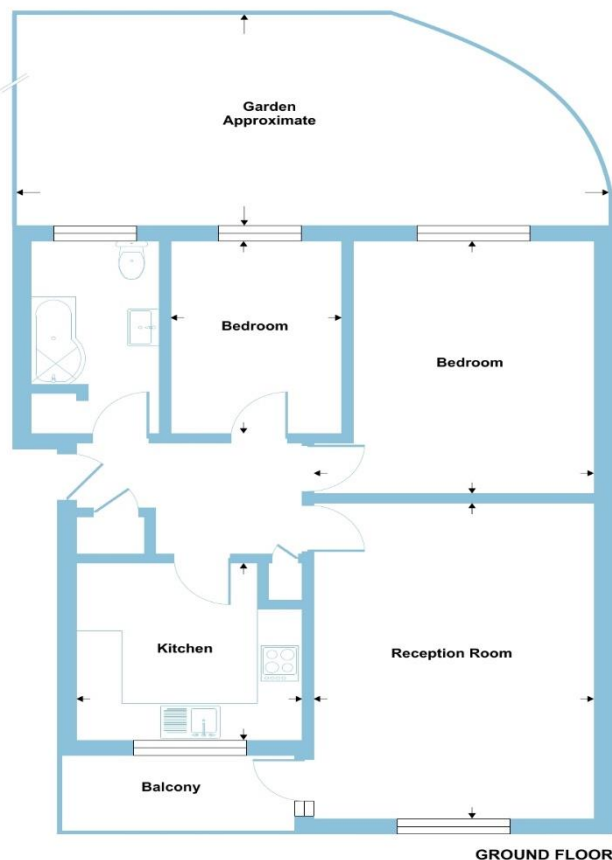 Garden
Approximate
Bedroom
Bedroom
Kitchen
Reception Room
Balcony
GROUND FLOOR